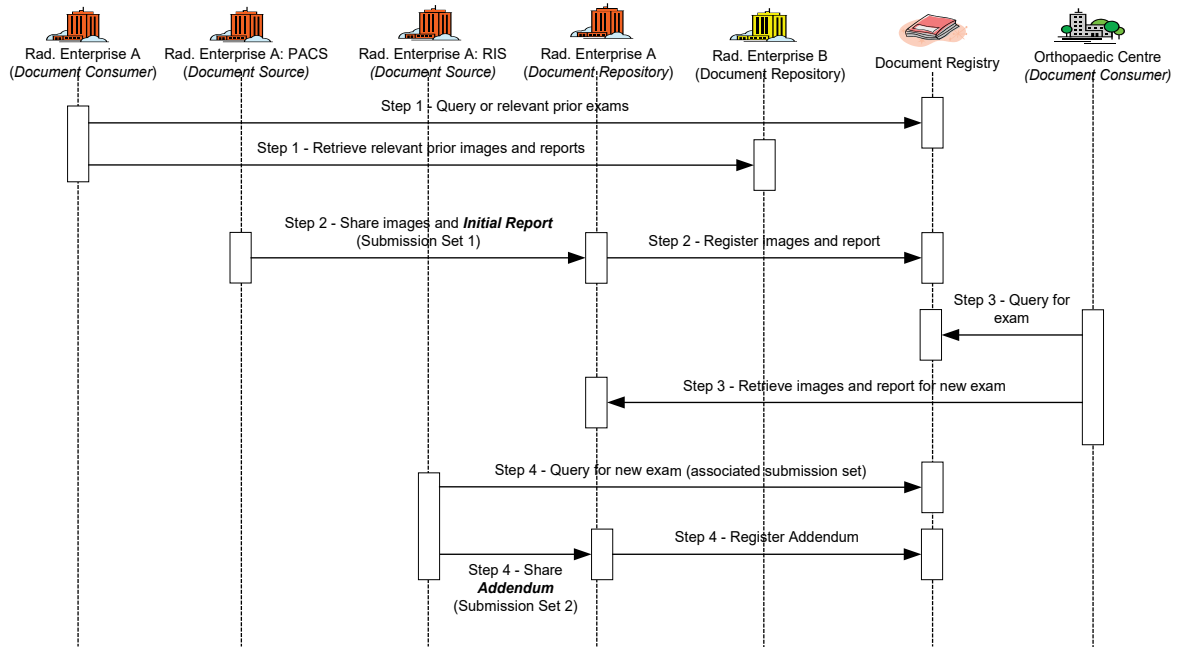 Rad. Enterprise A
(Document Consumer)
Rad. Enterprise A: PACS
(Document Source)
Rad. Enterprise A: RIS
(Document Source)
Rad. Enterprise A
(Document Repository)
Rad. Enterprise B
(Document Repository)
Document Registry
Orthopaedic Centre
(Document Consumer)
Step 1 - Query or relevant prior exams
Step 1 - Retrieve relevant prior images and reports
Step 2 - Share images and Initial Report
(Submission Set 1)
Step 2 - Register images and report
Step 3 - Query for
exam
Step 3 - Retrieve images and report for new exam
Step 4 - Query for new exam (associated submission set)
Step 4 - Share
Addendum
(Submission Set 2)
Step 4 - Register Addendum